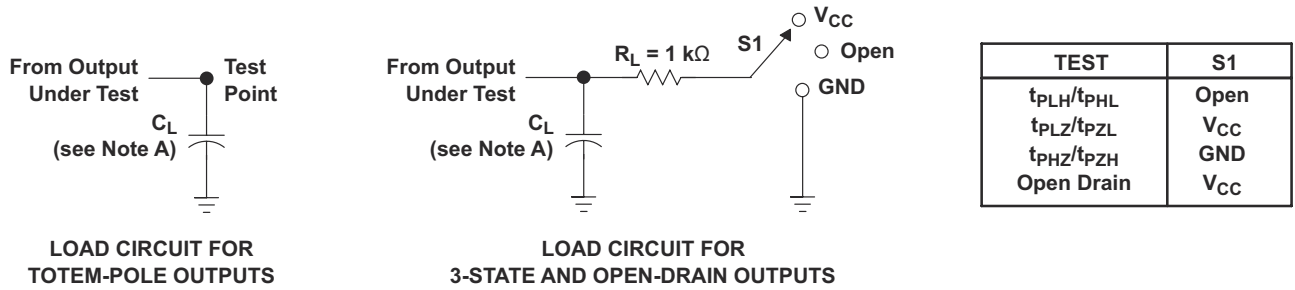 From Output
Under Test
Test
Point
CL
(see Note A)
LOAD CIRCUIT FOR
TOTEM-POLE OUTPUTS
From Output
Under Test
RL = 1 kΩ
S1
VCC
Open
GND
CL
(see Note A)
LOAD CIRCUIT FOR
3-STATE AND OPEN-DRAIN OUTPUTS
TEST S1
tPLH/tPHL Open
tPLZ/tPZL VCC
tPHZ/tPZH GND
Open Drain VCC